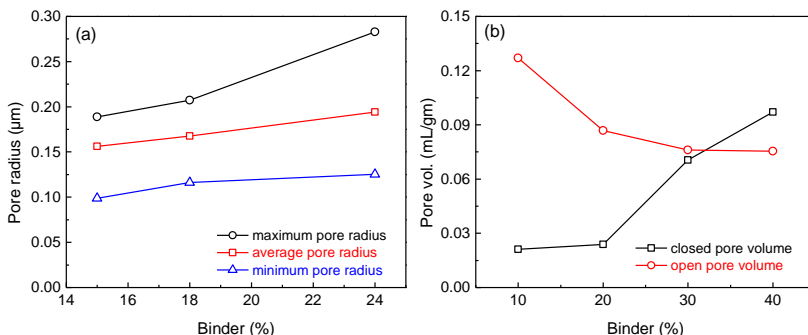 (a)
Pore radius (μm)
0.30
0.25
0.20
0.15
0.10
0.05
0.00
maximum pore radius
average pore radius
minimum pore radius
14 16 18 20 22 24
Binder (%)
(b)
Pore vol. (mL/gm)
0.15
0.12
0.09
0.06
0.03
0.00
closed pore volume
open pore volume
10 20 30 40
Binder (%)